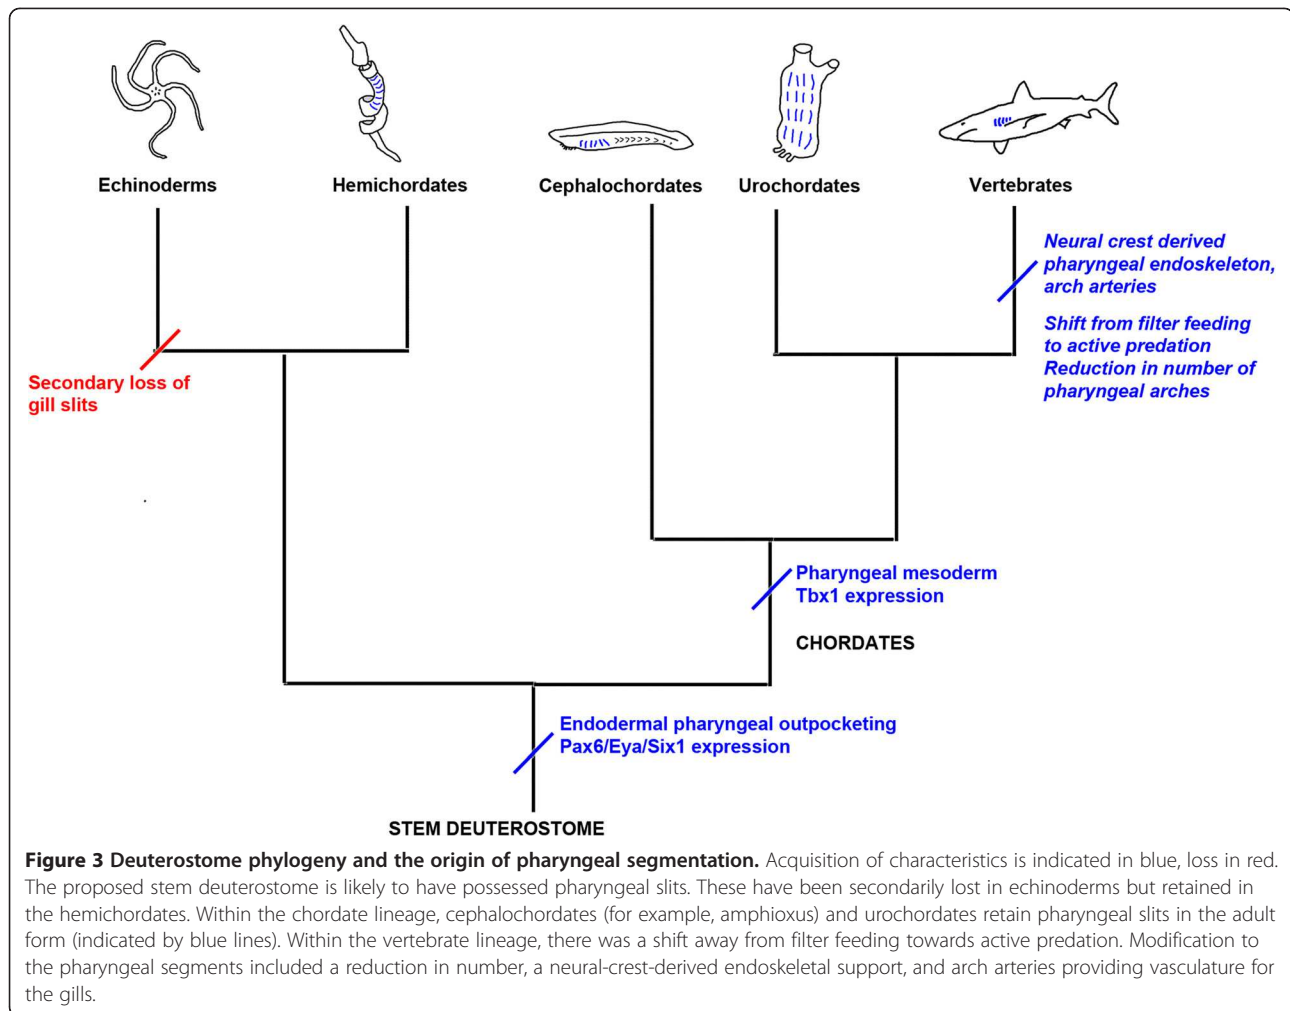 Echinoderms
Hemichordates
Cephalochordates
Urochordates
Vertebrates
Neural crest derived
pharyngeal endoskeleton,
arch arteries
Shift from filter feeding
to active predation
Reduction in number of
pharyngeal arches
Secondary loss of
gill slits
Pharyngeal mesoderm
Tbx1 expression
CHORDATES
Endodermal pharyngeal outpocketing
Pax6/Eya/Six1 expression
STEM DEUTEROSTOME
Figure 3 Deuterostome phylogeny and the origin of pharyngeal segmentation. Acquisition of characteristics is indicated in blue, loss in red.
The proposed stem deuterostome is likely to have possessed pharyngeal slits. These have been secondarily lost in echinoderms but retained in
the hemichordates. Within the chordate lineage, cephalochordates (for example, amphioxus) and urochordates retain pharyngeal slits in the adult
form (indicated by blue lines). Within the vertebrate lineage, there was a shift away from filter feeding towards active predation. Modification to
the pharyngeal segments included a reduction in number, a neural-crest-derived endoskeletal support, and arch arteries providing vasculature for
the gills.